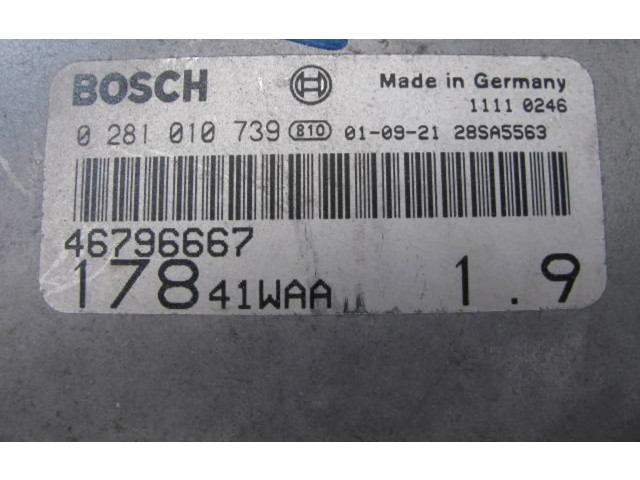 BOSCH Made in Germany
1111 0246
0 281 010 739 810 01-09-21 28SA5563
46796667
178 41WAA 1.9